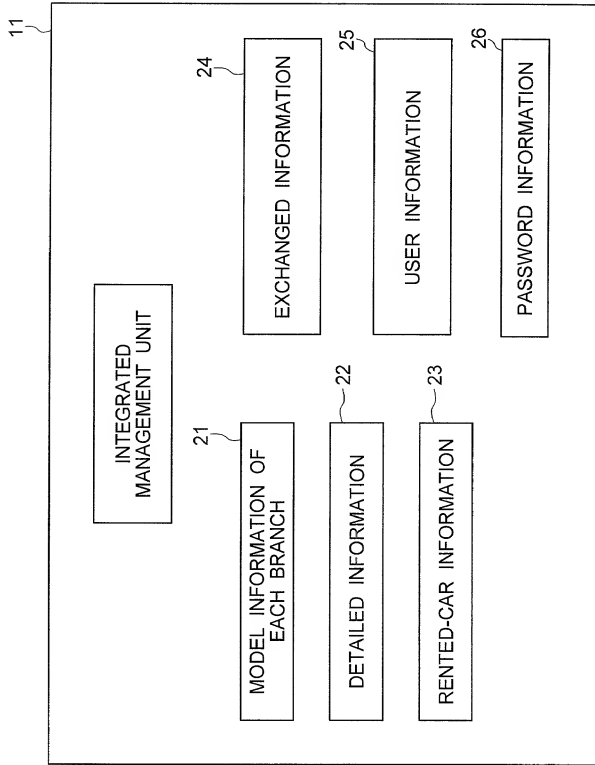 11
INTEGRATED
MANAGEMENT UNIT
21
MODEL INFORMATION OF
EACH BRANCH
22
DETAILED INFORMATION
23
RENTED-CAR INFORMATION
24
EXCHANGED INFORMATION
25
USER INFORMATION
26
PASSWORD INFORMATION